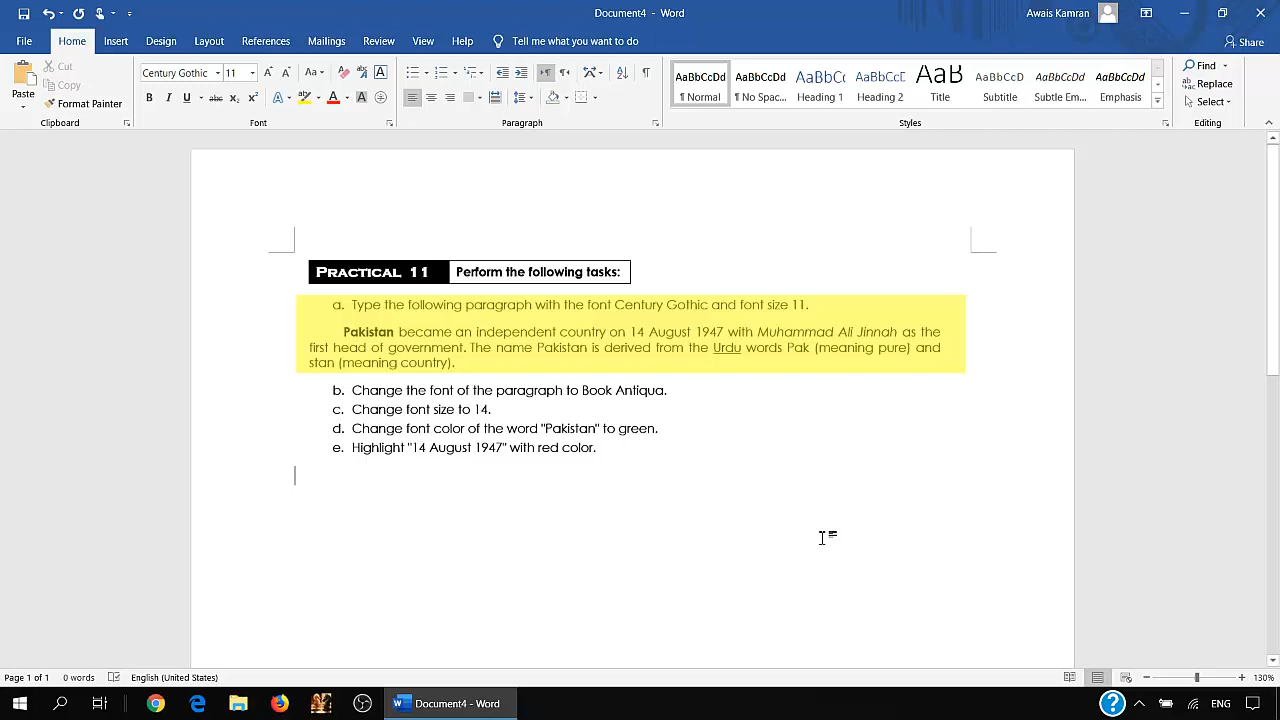 Document4 - Word
Awais Kamran
File Home Insert Design Layout References Mailings Review View Help Tell me what you want to do Share
Paste
Cut
Copy
Format Painter
Clipboard
Century Gothic 11 Aa A
B I U abc X₂ X² A ab A A
Font
Paragraph
AaBbCcDd AaBbCcDd AaBbCc AaBbCcE AaB AaBbCcD AaBbCcDd AaBbCcDd
¶ Normal ¶ No Spac... Heading 1 Heading 2 Title Subtitle Subtle Em... Emphasis
Styles
Find
Replace
Select
Editing
PRACTICAL 11 Perform the following tasks:
a. Type the following paragraph with the font Century Gothic and font size 11.
Pakistan became an independent country on 14 August 1947 with Muhammad Ali Jinnah as the
first head of government. The name Pakistan is derived from the Urdu words Pak (meaning pure) and
stan (meaning country).
b. Change the font of the paragraph to Book Antiqua.
c. Change font size to 14.
d. Change font color of the word "Pakistan" to green.
e. Highlight "14 August 1947" with red color.
Page 1 of 1 0 words English (United States) 130%
Document4 - Word ENG